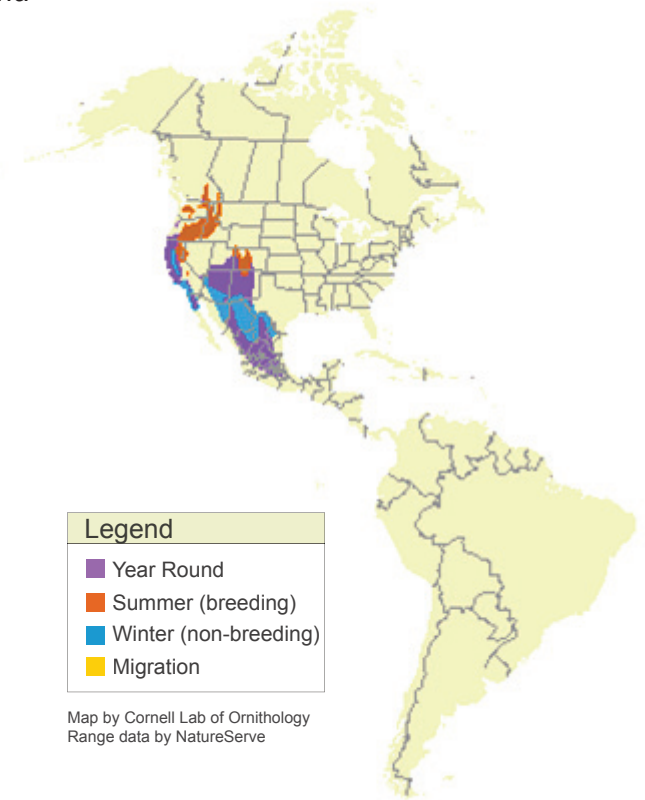 Legend
Year Round
Summer (breeding)
Winter (non-breeding)
Migration
Map by Cornell Lab of Ornithology
Range data by NatureServe